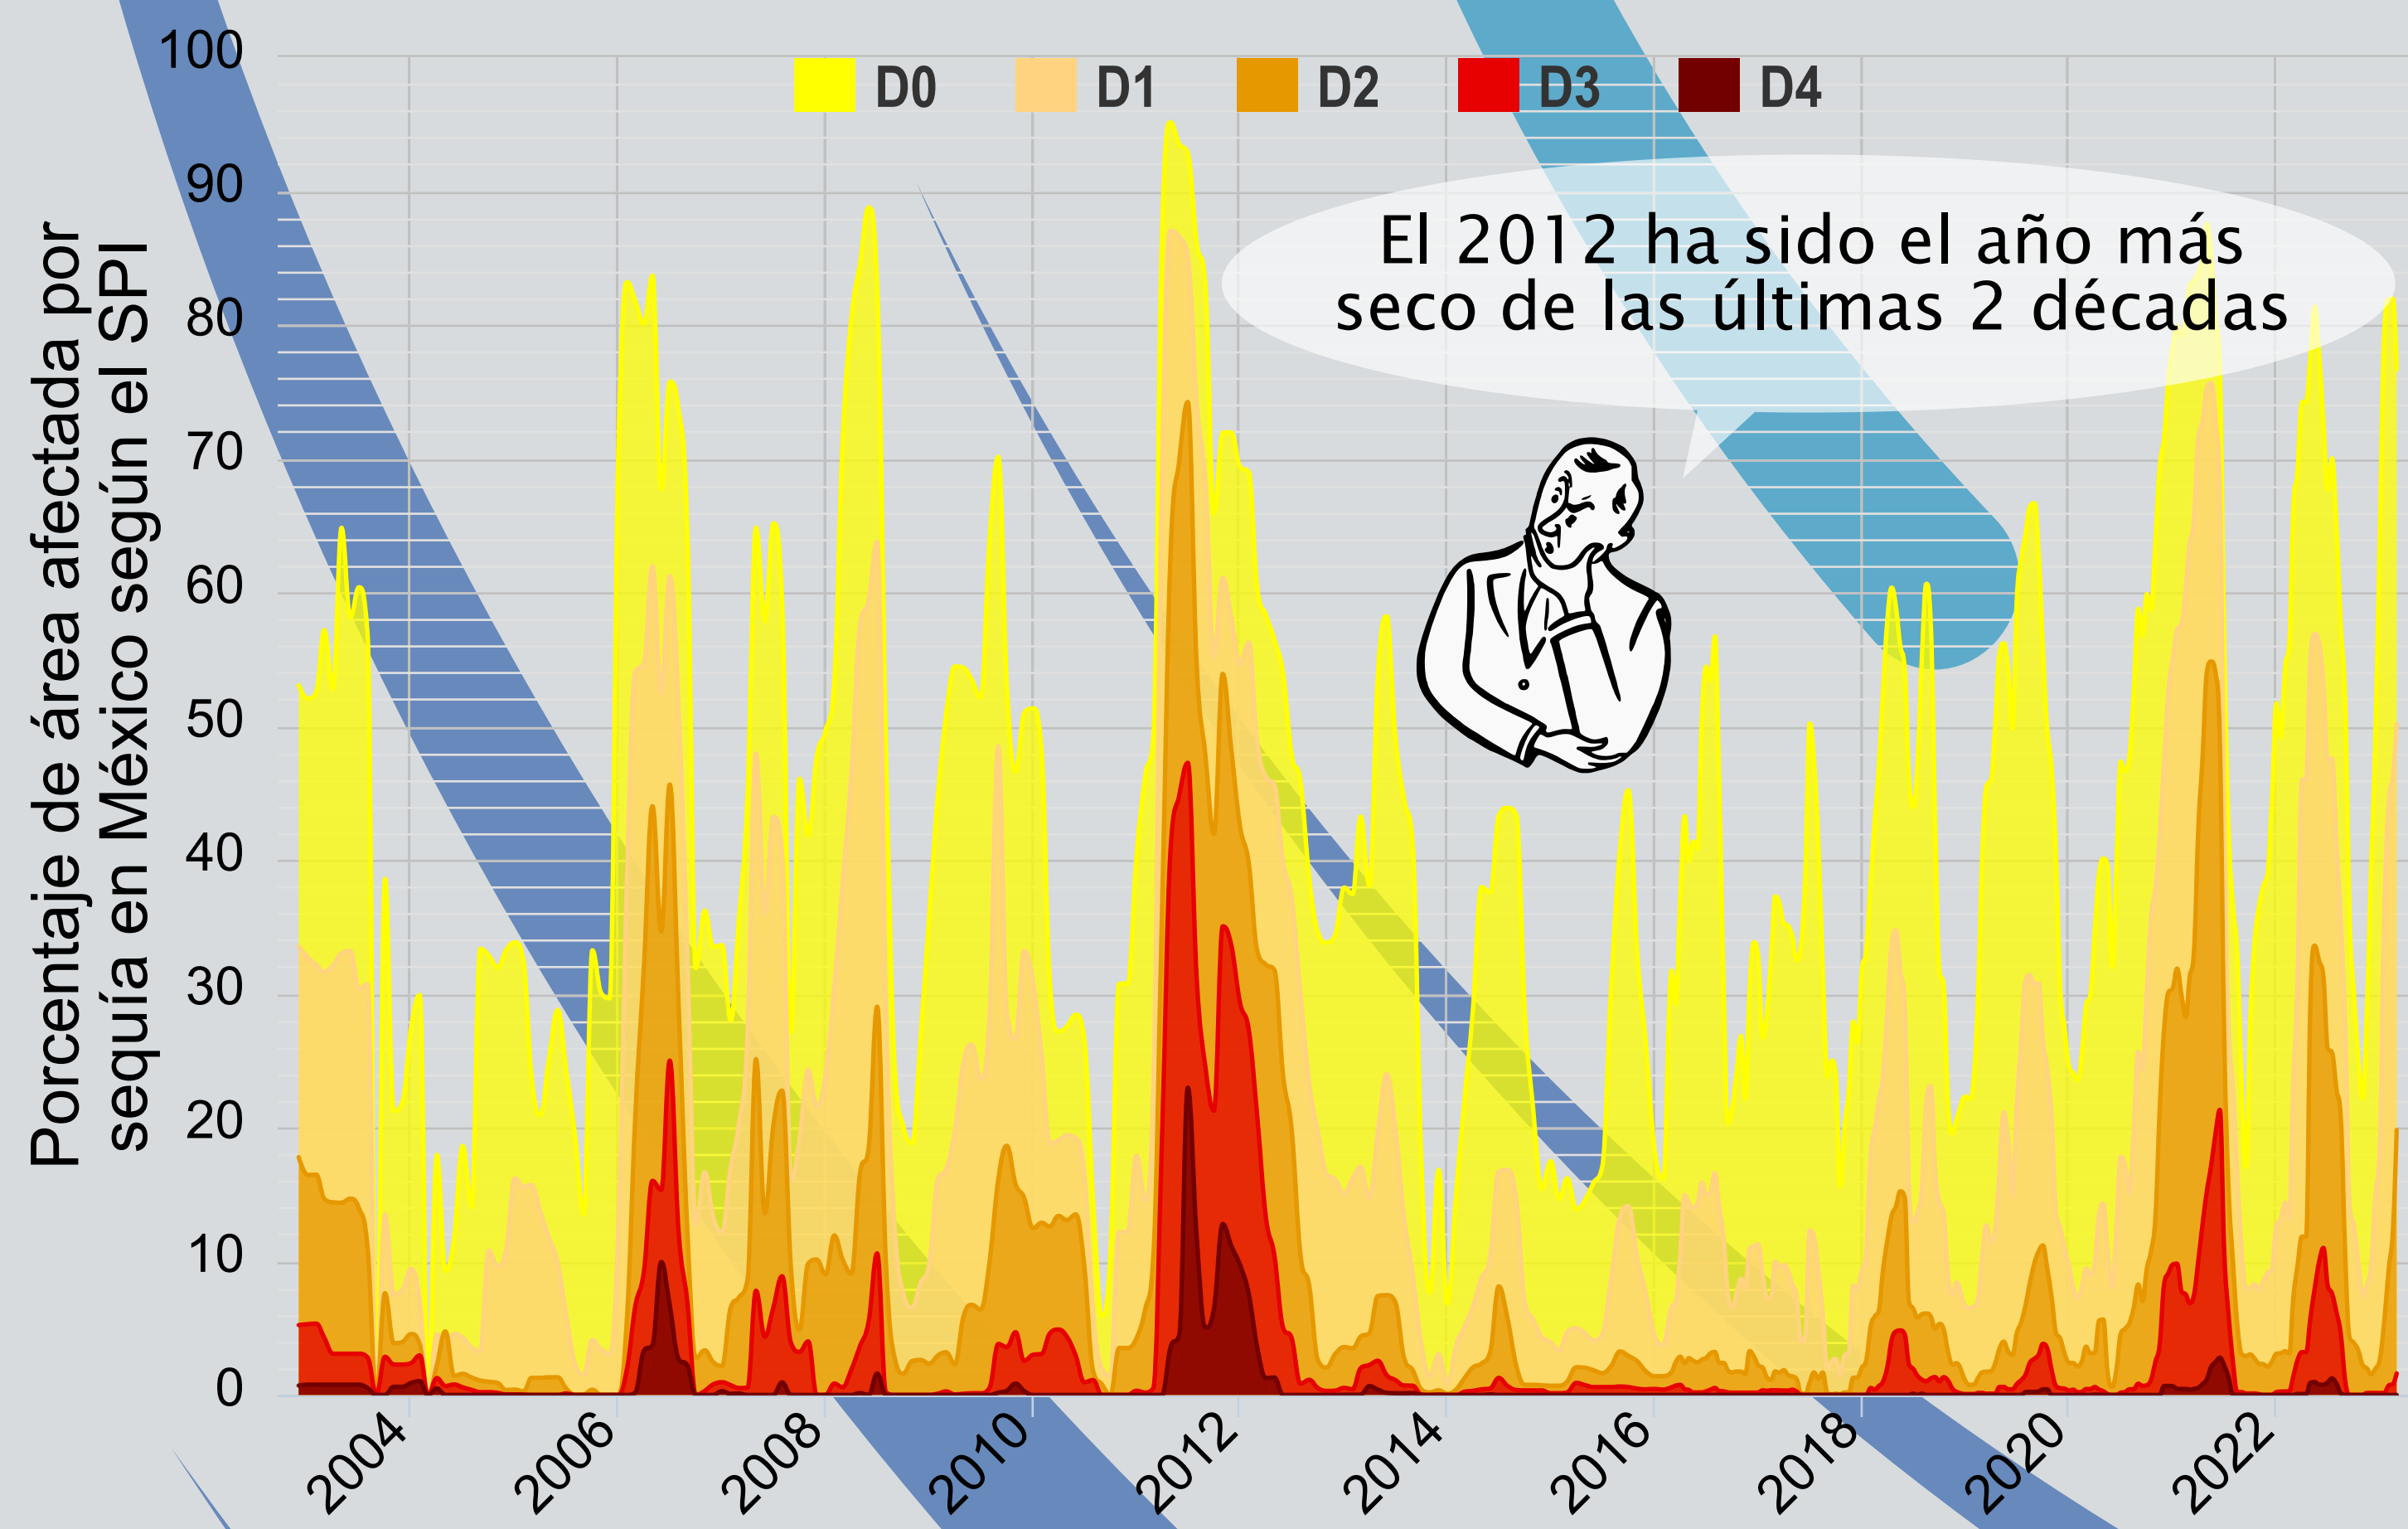 D0 D1 D2 D3 D4
El 2012 ha sido el año más
seco de las últimas 2 décadas
Porcentaje de área afectada por
sequía en México según el SPI
100
90
80
70
60
50
40
30
20
10
0
2004 2006 2008 2010 2012 2014 2016 2018 2020 2022